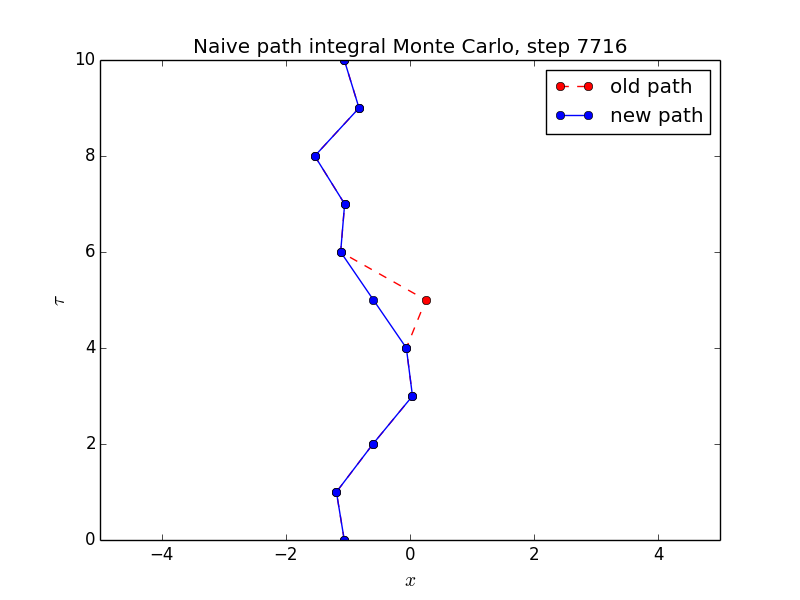 Naive path integral Monte Carlo, step 7716
old path
new path
10
8
6
4
2
0
τ
−4 −2 0 2 4
x